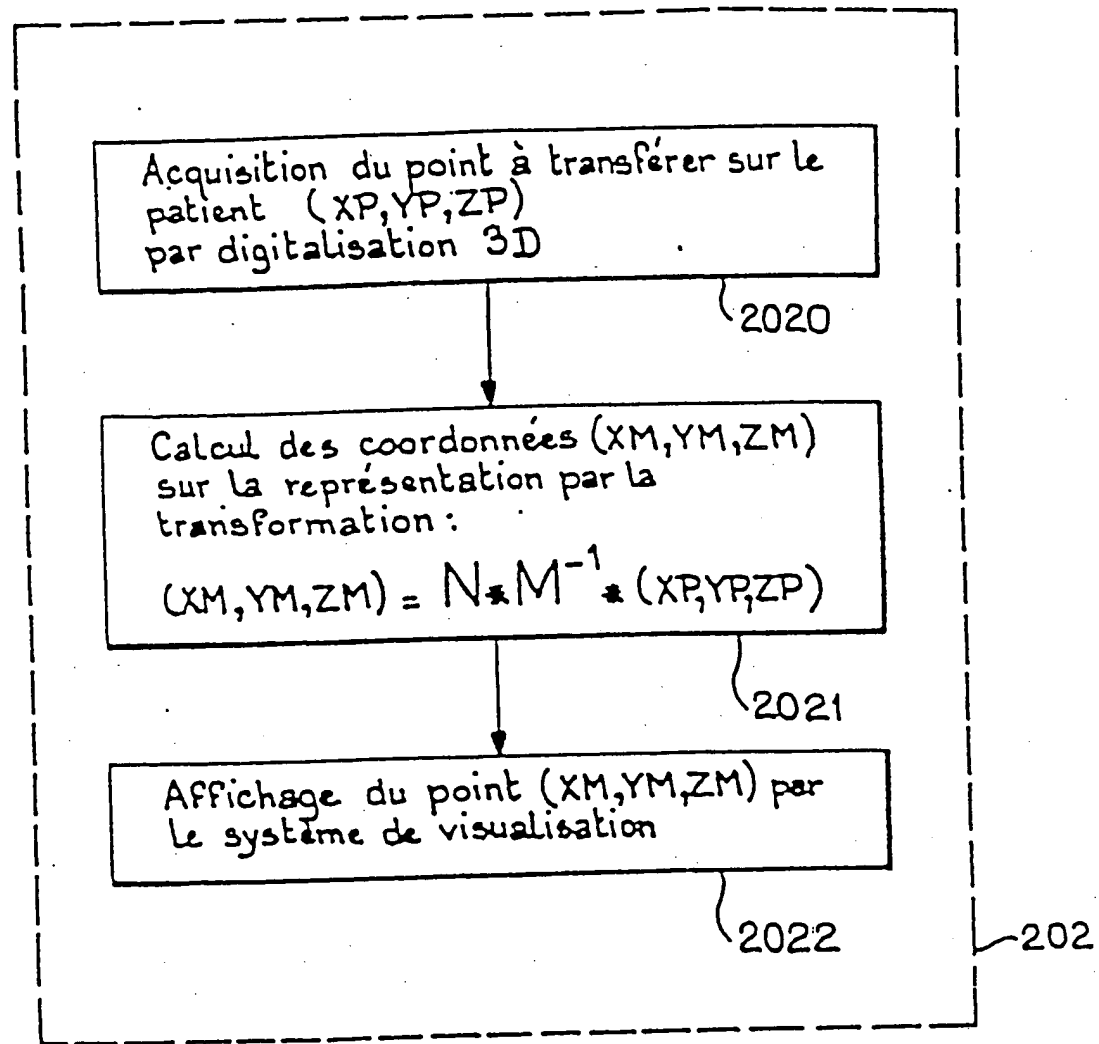 Acquisition du point à transférer sur le
patient (XP,YP,ZP)
par digitalisation 3D
2020
Calcul des coordonnées (XM,YM,ZM)
sur la représentation par la
transformation :
(XM,YM,ZM) = N*M⁻¹* (XP,YP,ZP)
2021
Affichage du point (XM,YM,ZM) par
le système de visualisation
2022
202